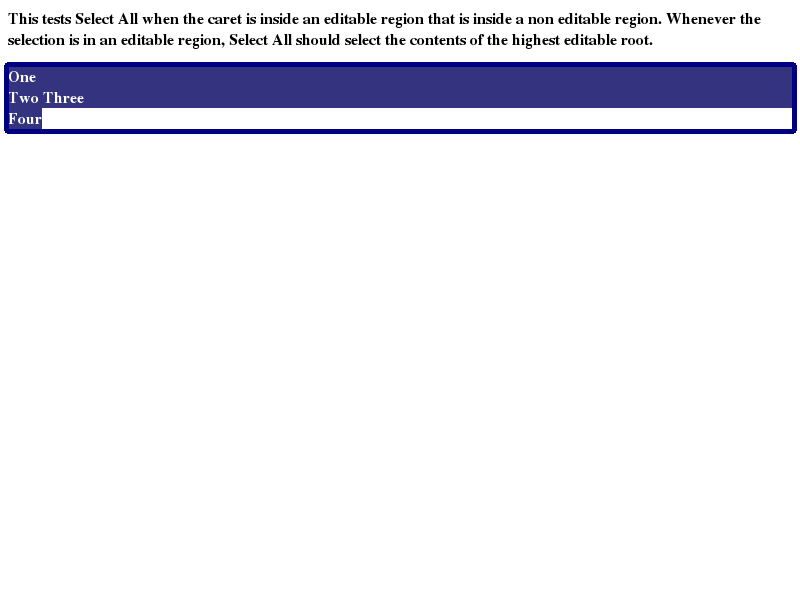 This tests Select All when the caret is inside an editable region that is inside a non editable region. Whenever the
selection is in an editable region, Select All should select the contents of the highest editable root.
One
Two Three
Four